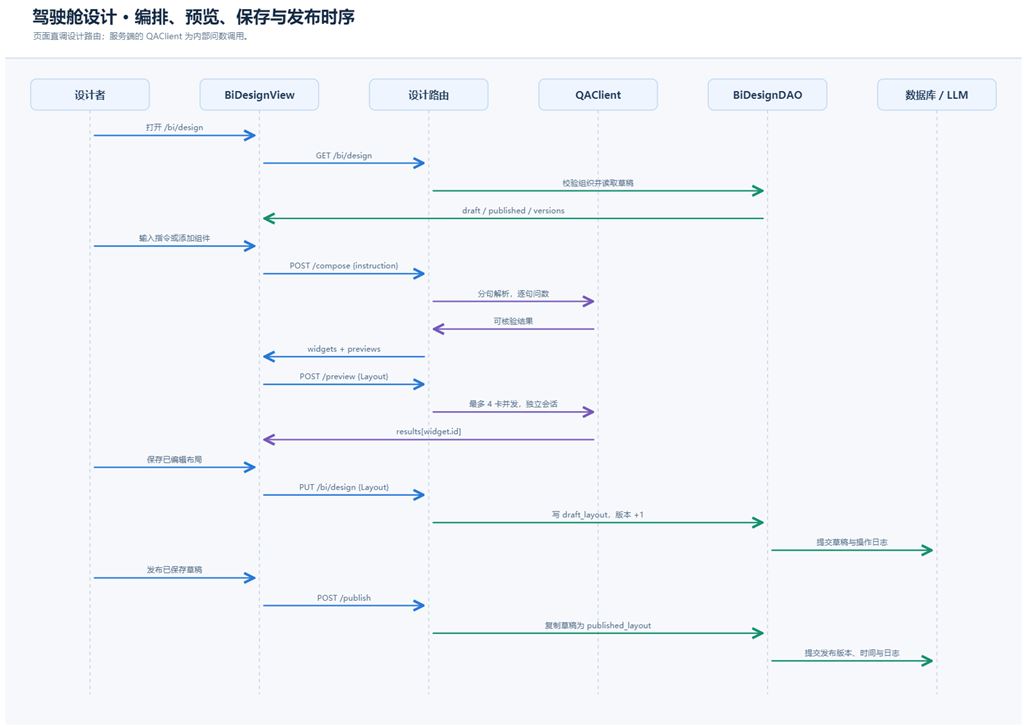 驾驶舱设计 · 编排、预览、保存与发布时序
页面直调设计路由；服务端的 QAClient 为内部问数调用。
设计者
BiDesignView
设计路由
QAClient
BiDesignDAO
数据库 / LLM
打开 /bi/design
GET /bi/design
校验组织并读取草稿
draft / published / versions
输入指令或添加组件
POST /compose (instruction)
分句解析，逐句问数
可核验结果
widgets + previews
POST /preview (Layout)
最多 4 卡并发，独立会话
results[widget.id]
保存已编辑布局
PUT /bi/design (Layout)
写 draft_layout，版本 +1
提交草稿与操作日志
发布已保存草稿
POST /publish
复制草稿为 published_layout
提交发布版本、时间与日志